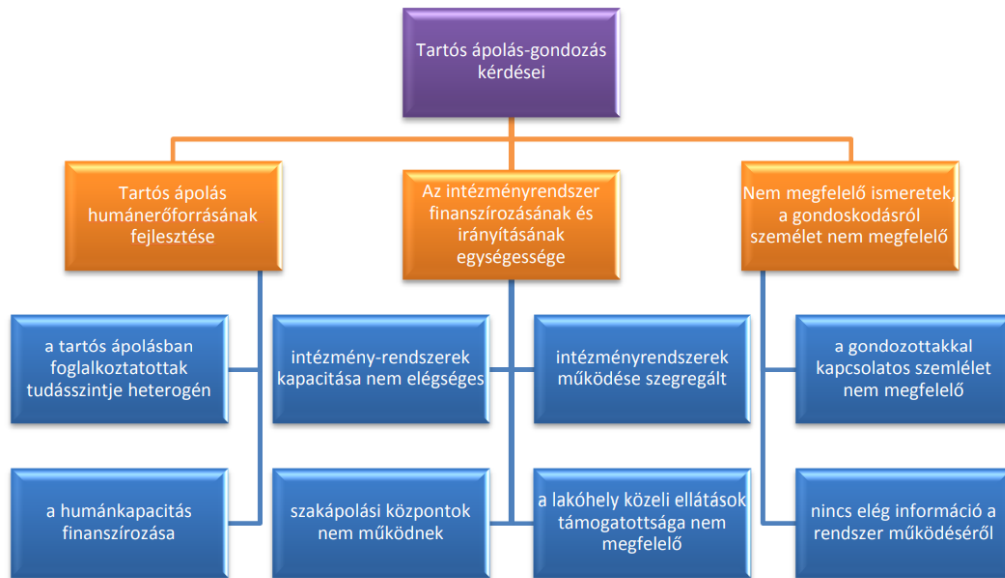 Tartós ápolás-gondozás
kérdései
Tartós ápolás
humánerőforrásának
fejlesztése
Az intézményrendszer
finanszírozásának és
irányításának
egységessége
Nem megfelelő ismeretek,
a gondoskodásról
személet nem megfelelő
a tartós ápolásban
foglalkoztatottak
tudásszintje heterogén
intézmény-rendszerek
kapacitása nem elégséges
intézményrendszerek
működése szegregált
a gondozottakkal
kapcsolatos szemlélet
nem megfelelő
a humánkapacitás
finanszírozása
szakápolási központok
nem működnek
a lakóhely közeli ellátások
támogatottsága nem
megfelelő
nincs elég információ a
rendszer működéséről